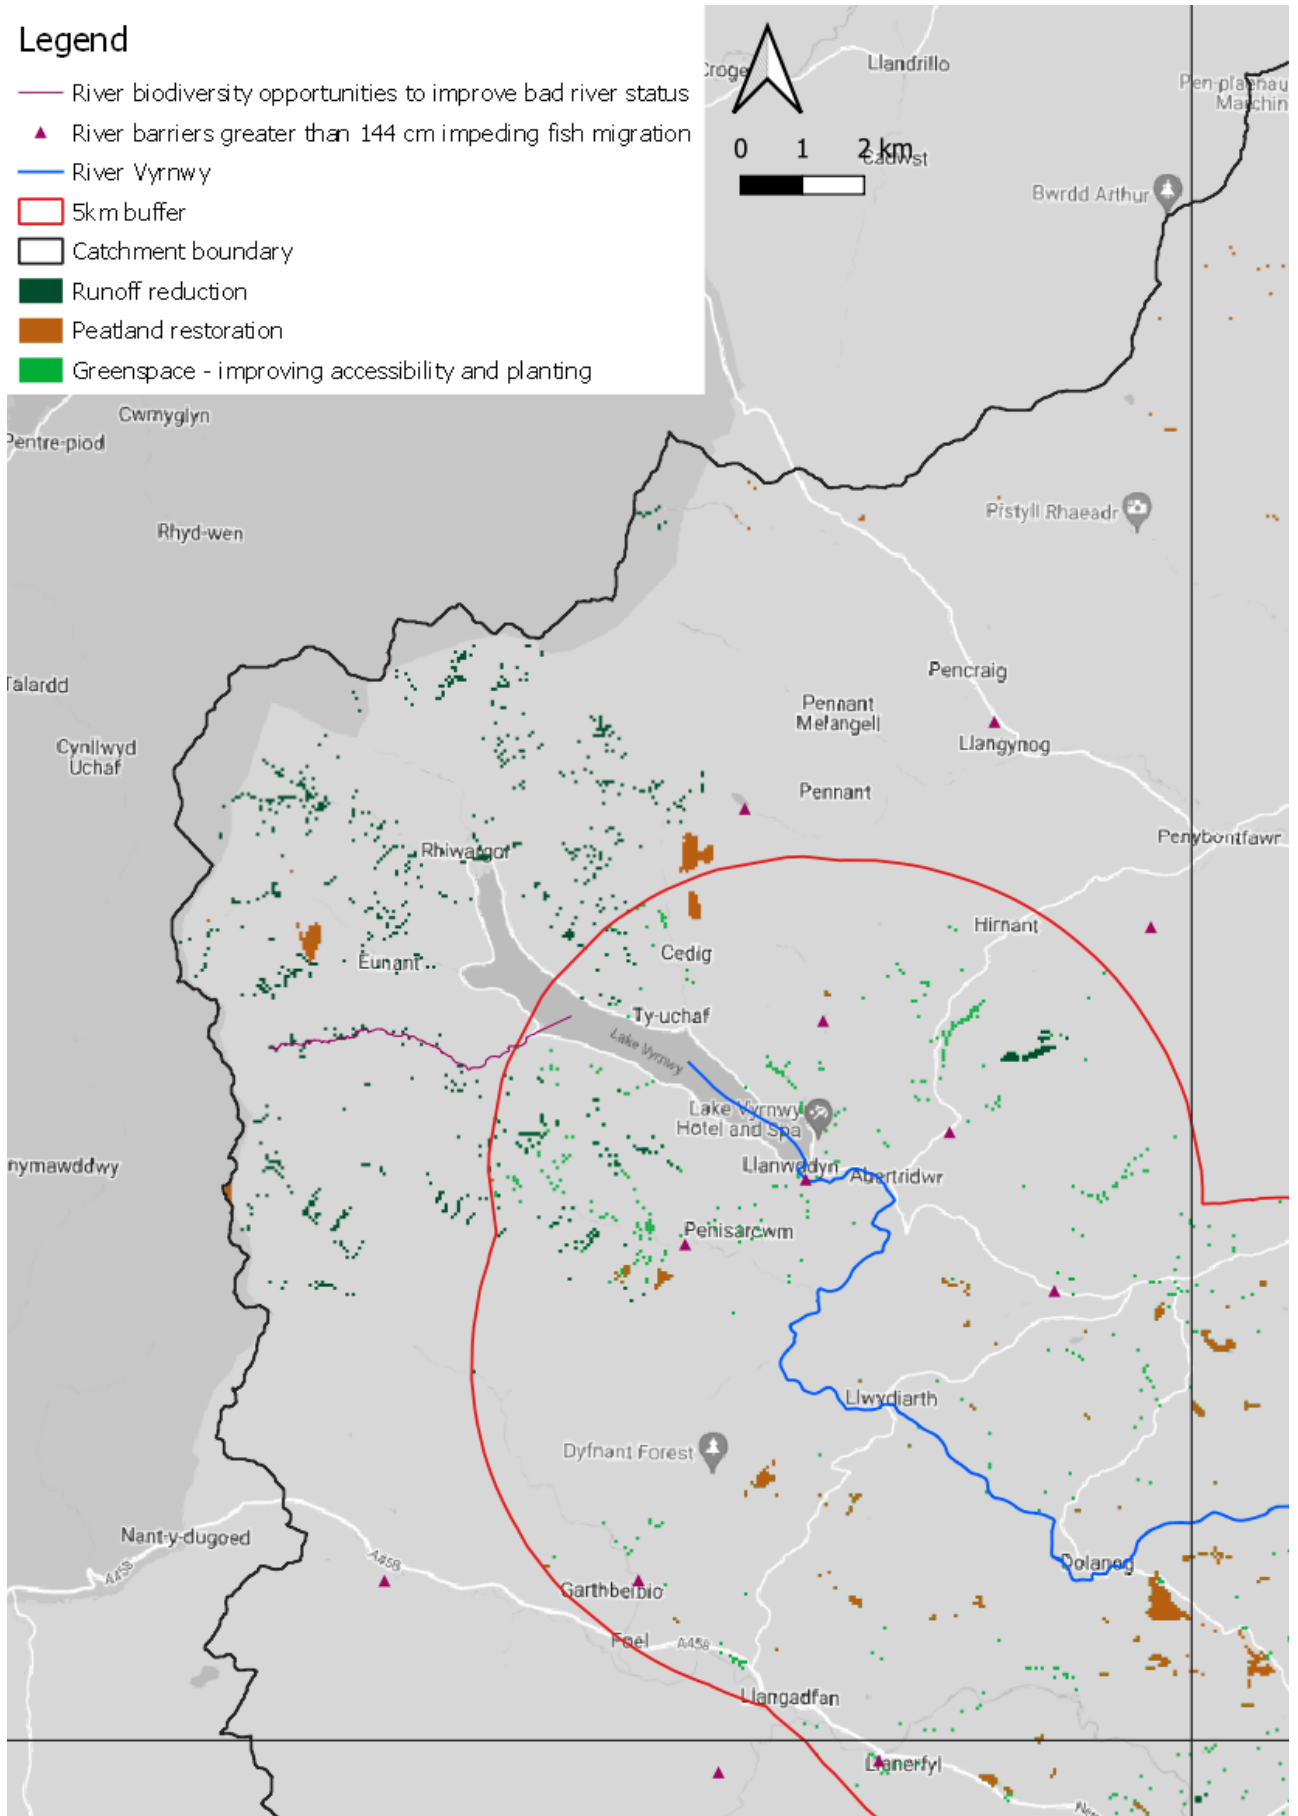 Legend
River biodiversity opportunities to improve bad river status
River barriers greater than 144 cm impeding fish migration
River Vyrnwy
5km buffer
Catchment boundary
Runoff reduction
Peatland restoration
Greenspace - improving accessibility and planting
0 1 2 km
Llandrillo
Bwrdd Arthur
Cwmyglyn
Pentre-piod
Pistyll Rhaeadr
Rhyd-wen
Pencraig
Talardd
Pennant
Melangell
Llangynog
Cynllwyd
Uchaf
Pennant
Penybontfawr
Rhiwargor
Hirnant
Cedig
Eunant
Ty-uchaf
Lake Vyrnwy
Lake Vyrnwy
Hotel and Spa
nymawddwy
Llanwddyn
Abertridwr
Penisarcwm
Llwydiarth
Dyfnant Forest
Nant-y-dugoed
A458
A458
Dolanog
Garthbeibio
Foel
A458
Llangadfan
Llanerfyl